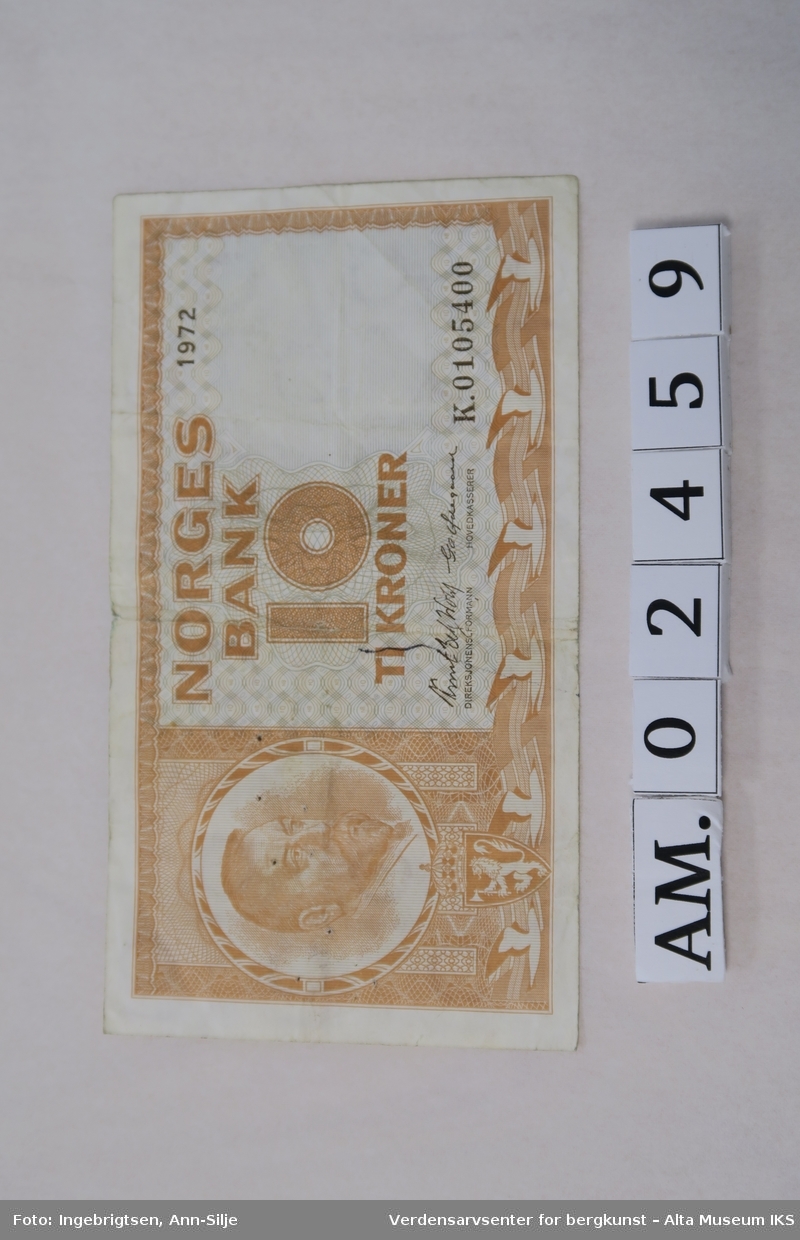 NORGES
BANK
1972
10
TI KRONER
DIREKSJONENS FORMANN
HOVEDKASSERER
K.0105400
AM. 0 2 4 5 9
Foto: Ingebrigtsen, Ann-Silje
Verdensarvsenter for bergkunst – Alta Museum IKS